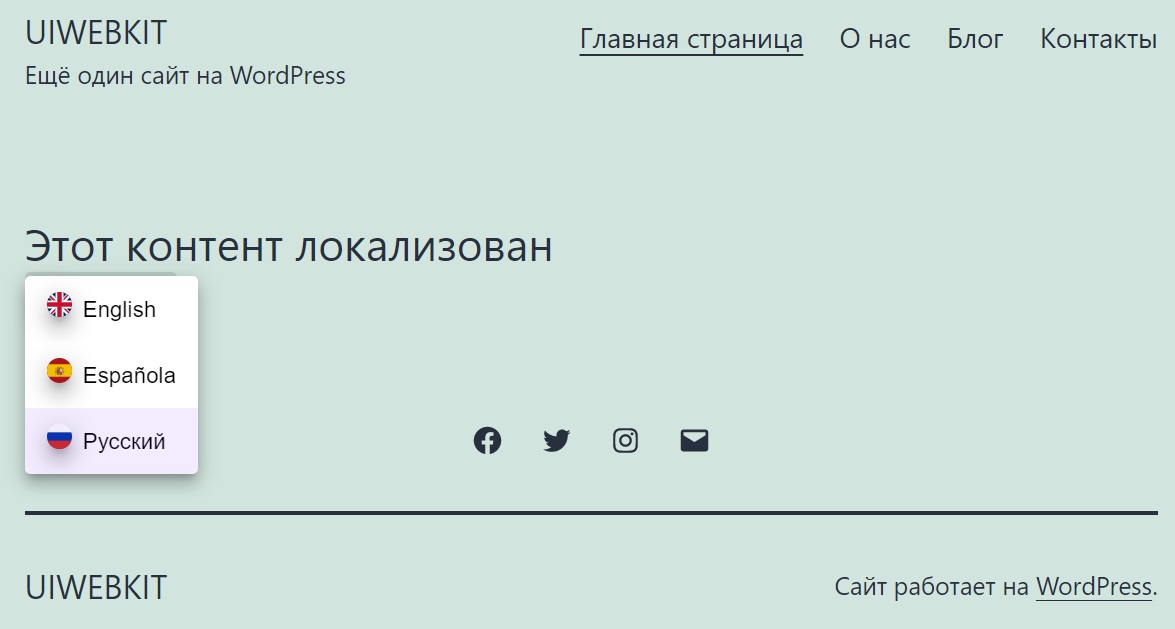 UIWEBKIT
Главная страница О нас Блог Контакты
Ещё один сайт на WordPress
Этот контент локализован
English
Española
Русский
UIWEBKIT
Сайт работает на WordPress.